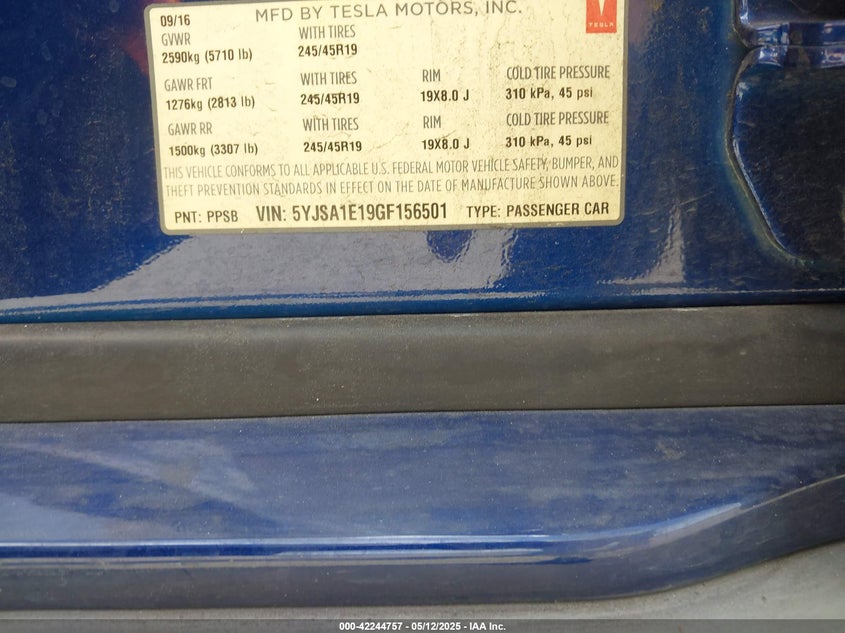 09/16 MFD BY TESLA MOTORS, INC.
TESLA
GVWR WITH TIRES
2590kg (5710 lb) 245/45R19
GAWR FRT WITH TIRES RIM COLD TIRE PRESSURE
1276kg (2813 lb) 245/45R19 19X8.0 J 310 kPa, 45 psi
GAWR RR WITH TIRES RIM COLD TIRE PRESSURE
1500kg (3307 lb) 245/45R19 19X8.0 J 310 kPa, 45 psi
THIS VEHICLE CONFORMS TO ALL APPLICABLE U.S. FEDERAL MOTOR VEHICLE SAFETY, BUMPER, AND
THEFT PREVENTION STANDARDS IN EFFECT ON THE DATE OF MANUFACTURE SHOWN ABOVE.
PNT: PPSB VIN: 5YJSA1E19GF156501 TYPE: PASSENGER CAR
000-42244757 - 05/12/2025 - IAA Inc.